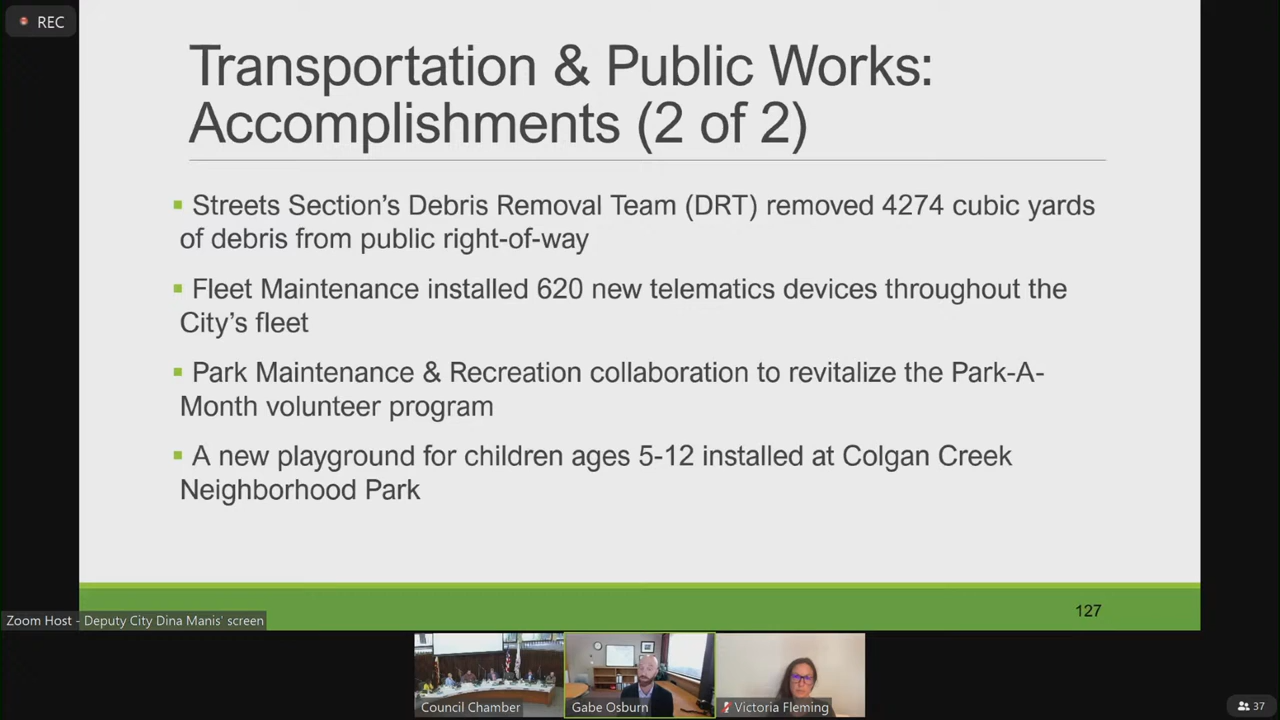 REC
Transportation & Public Works:
Accomplishments (2 of 2)
Streets Section’s Debris Removal Team (DRT) removed 4274 cubic yards
of debris from public right-of-way
Fleet Maintenance installed 620 new telematics devices throughout the
City’s fleet
Park Maintenance & Recreation collaboration to revitalize the Park-A-
Month volunteer program
A new playground for children ages 5-12 installed at Colgan Creek
Neighborhood Park
127
Zoom Host - Deputy City Dina Manis' screen
Council Chamber
Gabe Osburn
Victoria Fleming
37